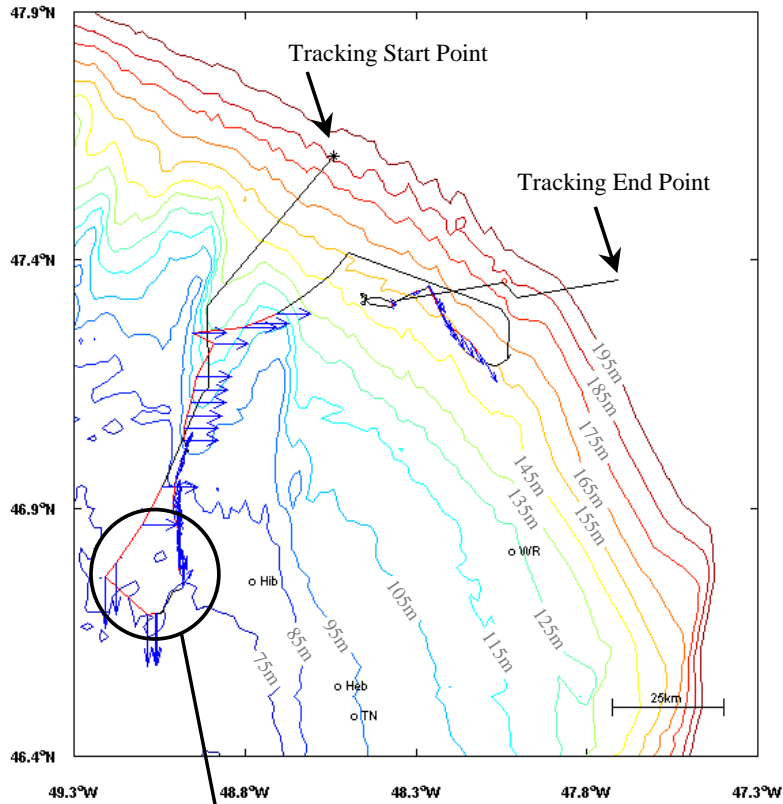 47.9°N
Tracking Start Point
Tracking End Point
47.4°N
195m
185m
175m
165m
155m
145m
135m
46.9°N
WR
Hib
125m
115m
105m
95m
85m
75m
Heb
TN
25km
46.4°N
49.3°W
48.8°W
48.3°W
47.8°W
47.3°W